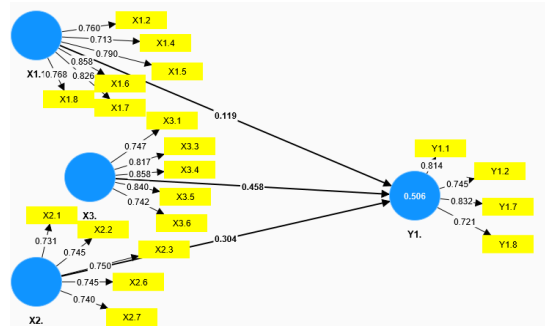 X1.2
0.760
0.713
X1.4
0.790
X1.5
0.858
X1.6
X1.
0.768
0.826
X1.8
X1.7
0.119
X3.1
0.747
X3.3
0.817
0.858
X3.4
0.840
X3.5
0.742
X3.6
X3.
0.458
X2.1
X2.2
0.731
0.745
X2.3
0.750
0.304
0.745
X2.6
0.740
X2.7
X2.
Y1.1
0.814
Y1.2
0.745
0.506
0.832
Y1.7
0.721
Y1.8
Y1.